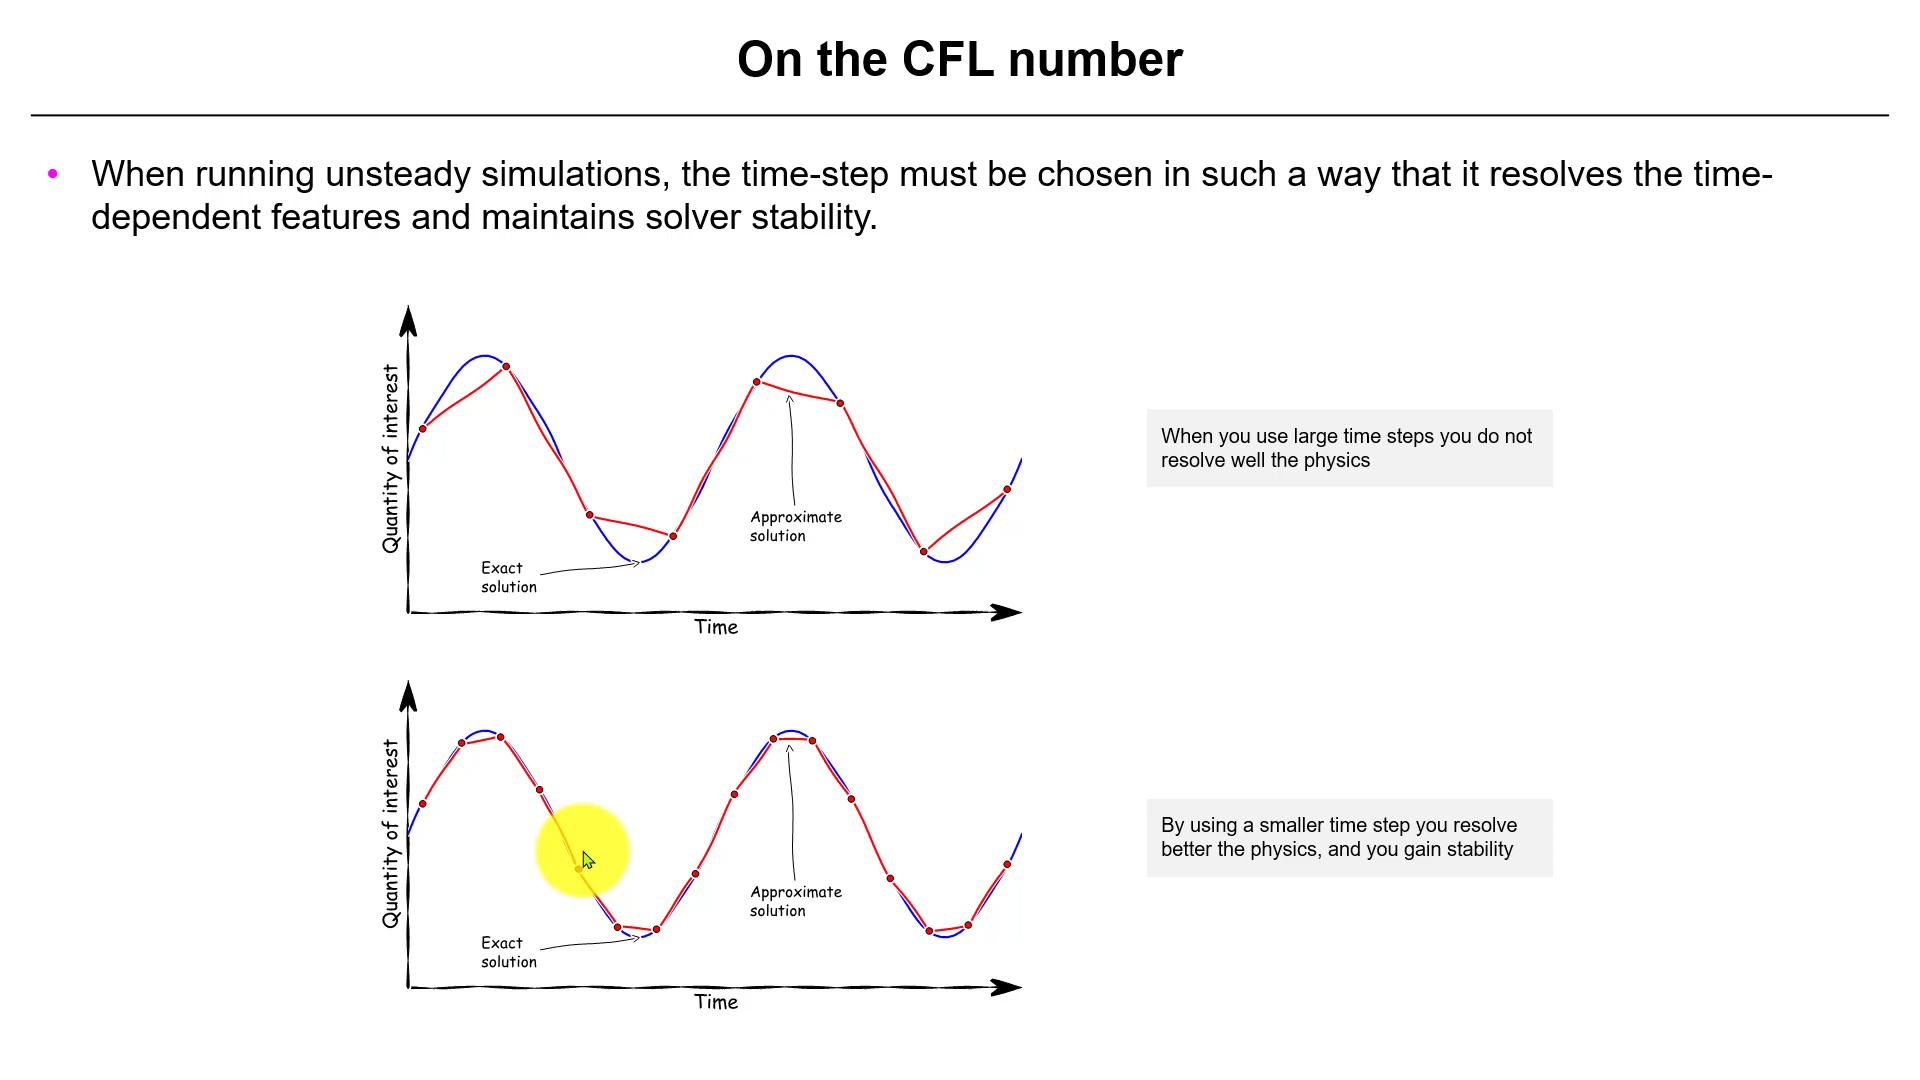 On the CFL number
• When running unsteady simulations, the time-step must be chosen in such a way that it resolves the time-
dependent features and maintains solver stability.
Quantity of interest
Approximate
solution
Exact
solution
Time
When you use large time steps you do not
resolve well the physics
Quantity of interest
Approximate
solution
Exact
solution
Time
By using a smaller time step you resolve
better the physics, and you gain stability